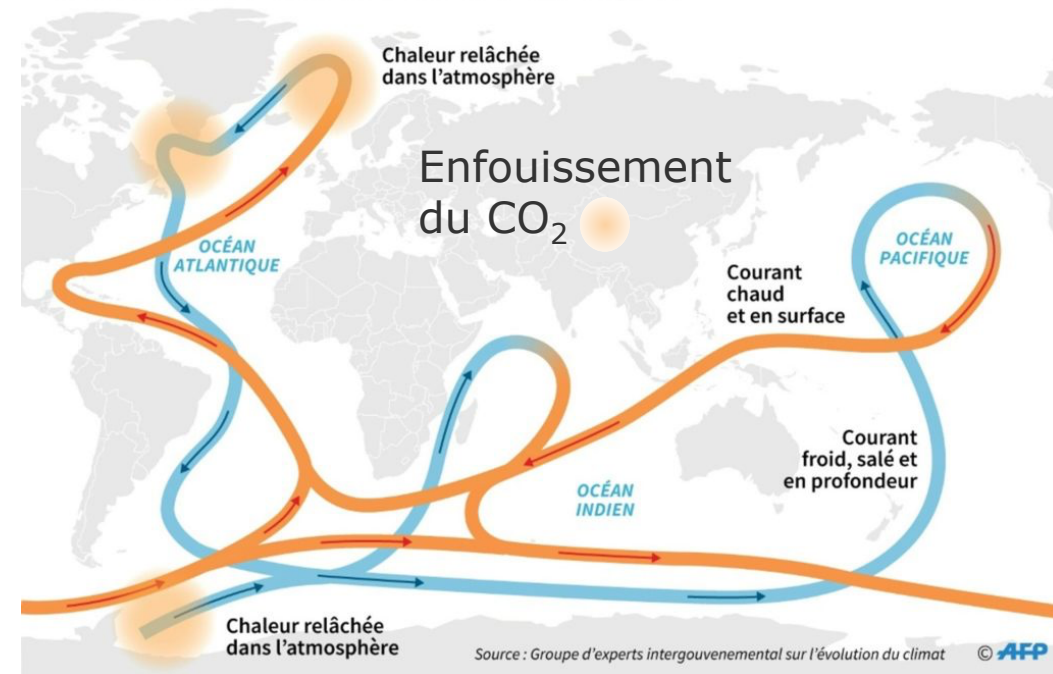 Chaleur relâchée
dans l'atmosphère
Enfouissement
du CO₂
OCÉAN
ATLANTIQUE
OCÉAN
PACIFIQUE
Courant
chaud
et en surface
Courant
froid, salé et
en profondeur
OCÉAN
INDIEN
Chaleur relâchée
dans l'atmosphère
Source : Groupe d'experts intergouvenemental sur l'évolution du climat © AFP